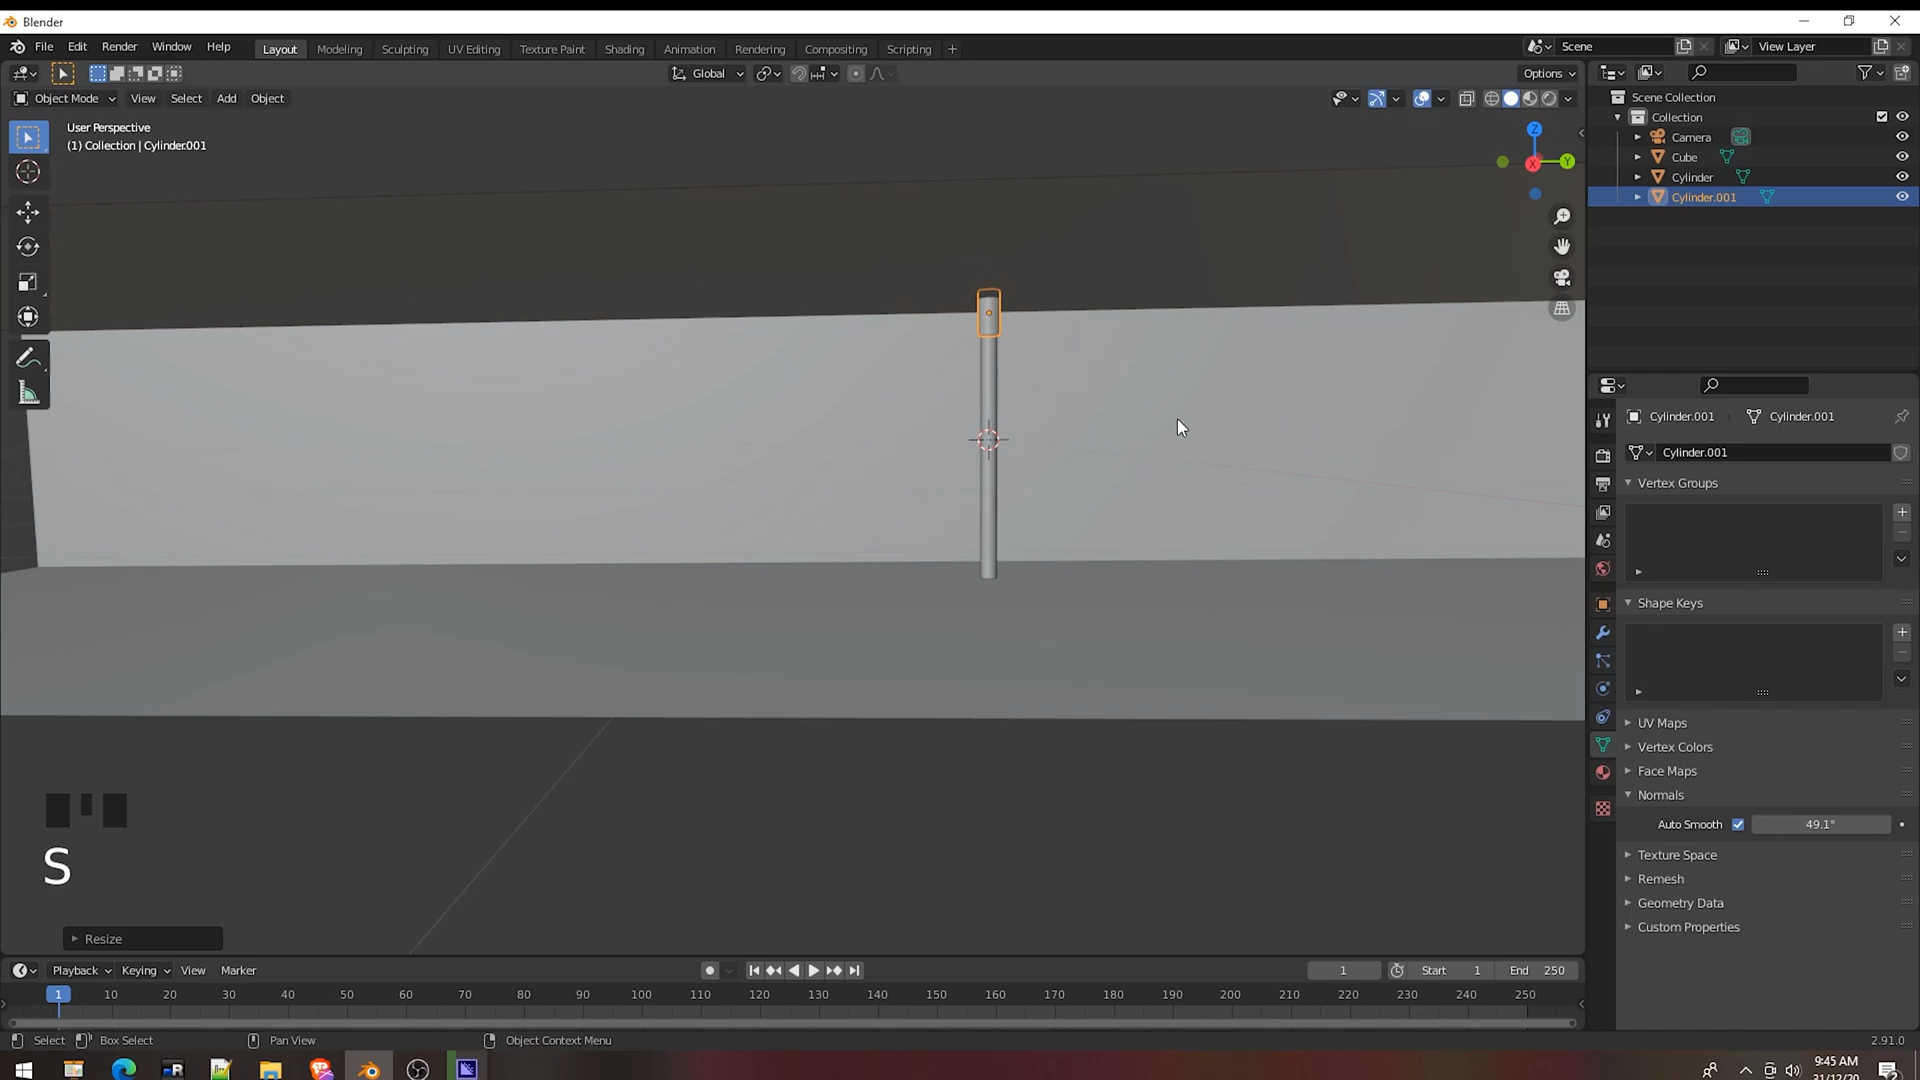 Blender
File Edit Render Window Help
Layout Modeling Sculpting UV Editing Texture Paint Shading Animation Rendering Compositing Scripting +
Scene
View Layer
Global
Options
Object Mode View Select Add Object
User Perspective
(1) Collection | Cylinder.001
Z
Y
X
Scene Collection
Collection
Camera
Cube
Cylinder
Cylinder.001
Cylinder.001 Cylinder.001
Cylinder.001
Vertex Groups
Shape Keys
UV Maps
Vertex Colors
Face Maps
Normals
Auto Smooth 49.1°
Texture Space
Remesh
Geometry Data
Custom Properties
S
Resize
Playback Keying View Marker
1 Start 1 End 250
1 10 20 30 40 50 60 70 80 90 100 110 120 130 140 150 160 170 180 190 200 210 220 230 240 250
Select Box Select Pan View Object Context Menu
2.91.0
9:45 AM
31/12/20